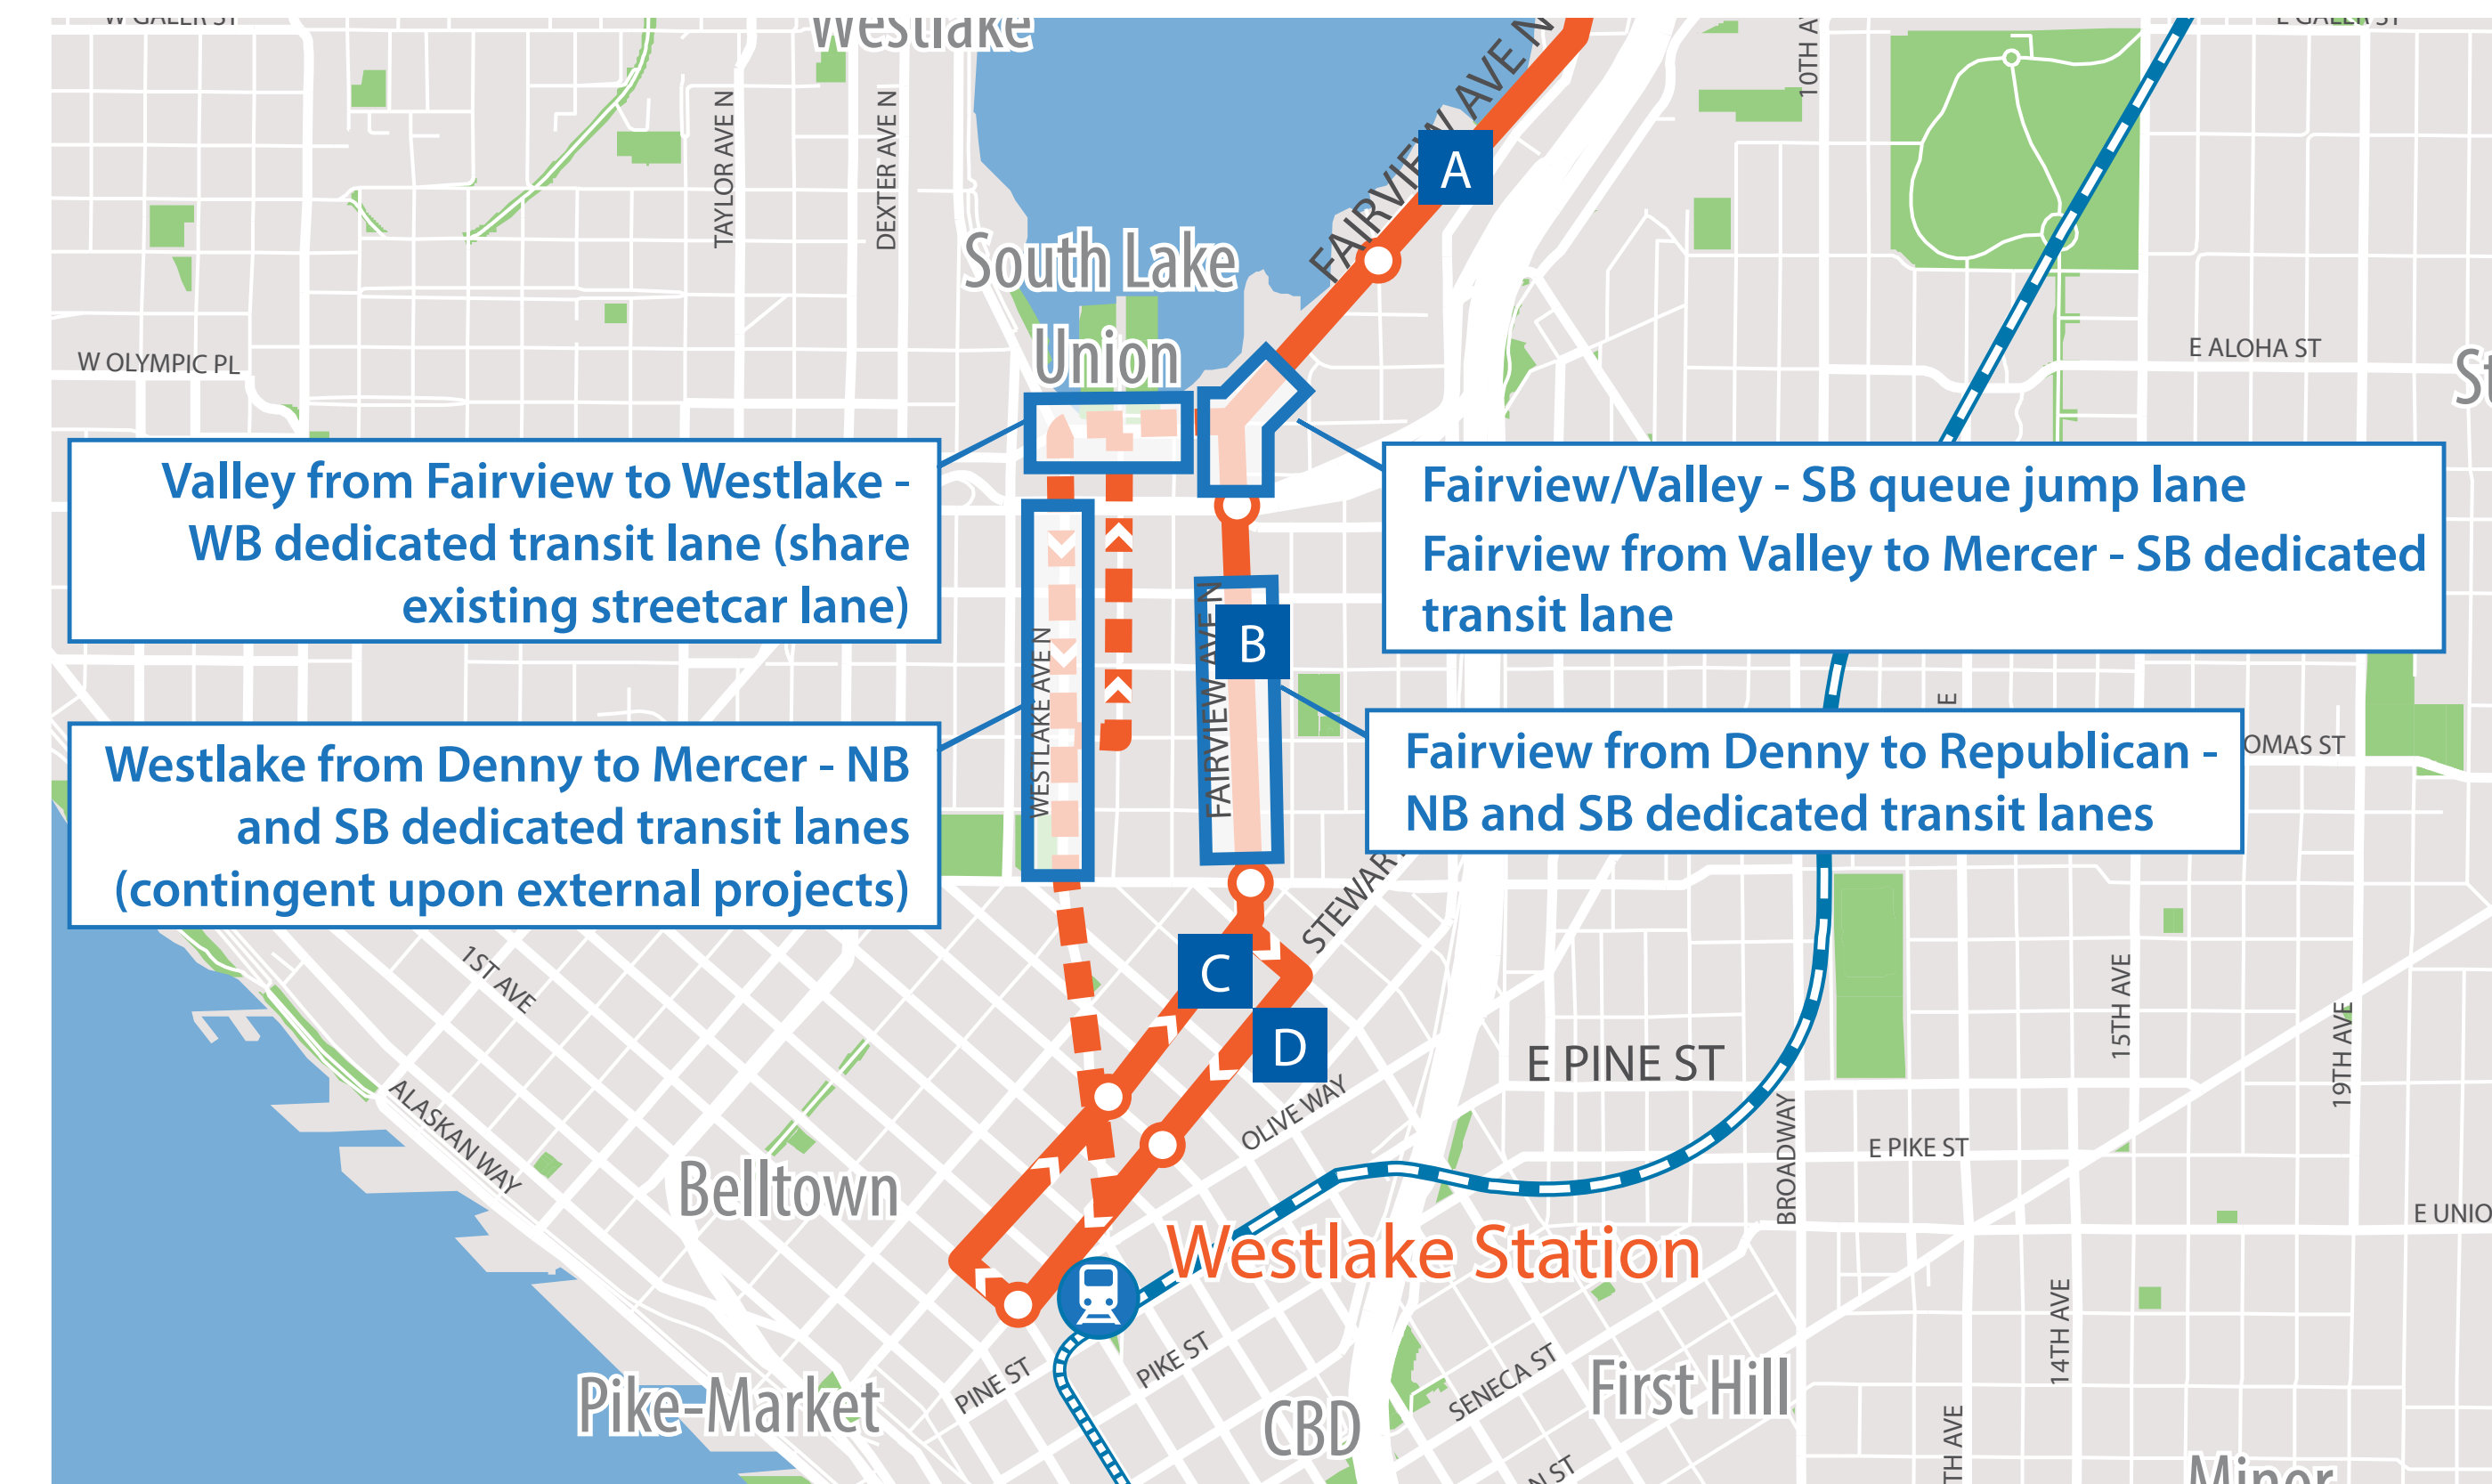 Westlake
FAIRVIEW AVE N
10TH A
TAYLOR AVE N
DEXTER AVE N
A
South Lake
Union
W OLYMPIC PL
E ALOHA ST
Valley from Fairview to Westlake -
WB dedicated transit lane (share
existing streetcar lane)
Fairview/Valley - SB queue jump lane
Fairview from Valley to Mercer - SB dedicated
transit lane
WESTLAKE AVE N
FAIRVIEW AVE N
B
E
Westlake from Denny to Mercer - NB
and SB dedicated transit lanes
(contingent upon external projects)
Fairview from Denny to Republican -
NB and SB dedicated transit lanes
OMAS ST
STEWAR
1ST AVE
C
D
15TH AVE
19TH AVE
E PINE ST
OLIVE WAY
ALASKAN WAY
BROADWAY
E PIKE ST
Belltown
E UNIO
Westlake Station
14TH AVE
PINE ST
PIKE ST
SENECA ST
First Hill
Pike-Market
CBD
TH AVE
N ST
Minor